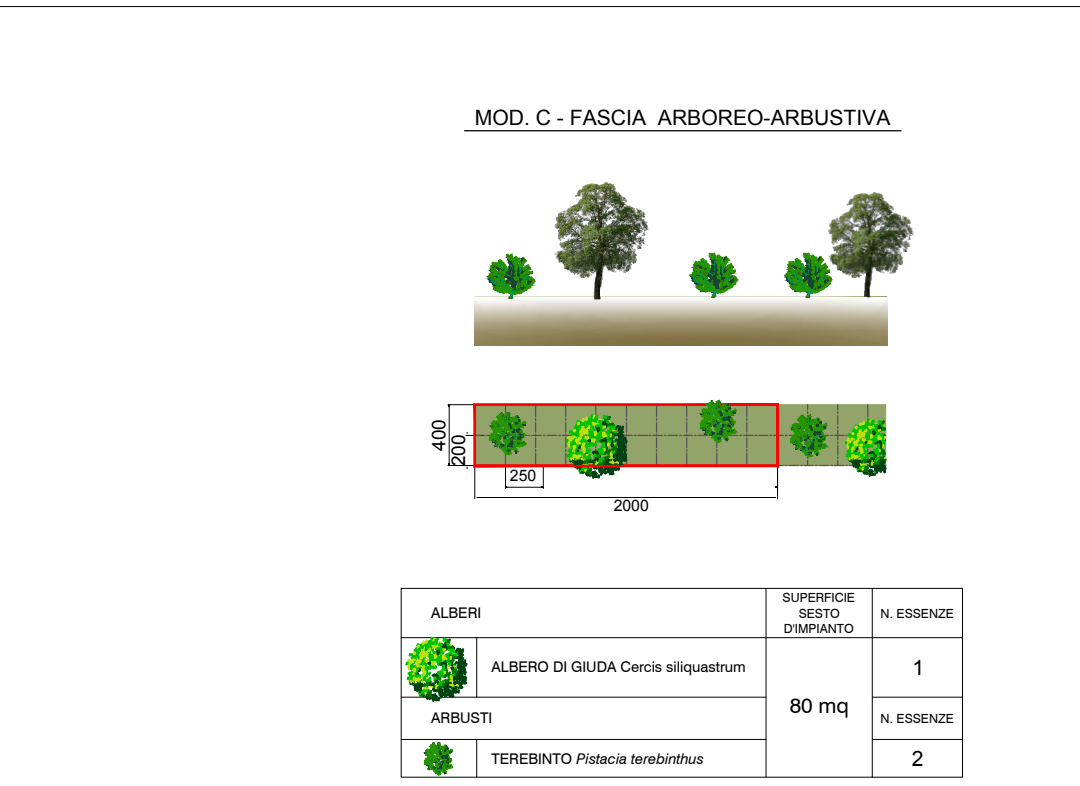 MOD. C - FASCIA ARBOREO-ARBUSTIVA
400
200
250
2000
ALBERI
SUPERFICIE
SESTO
D'IMPIANTO
N. ESSENZE
ALBERO DI GIUDA Cercis siliquastrum
1
80 mq
ARBUSTI
N. ESSENZE
TEREBINTO Pistacia terebinthus
2